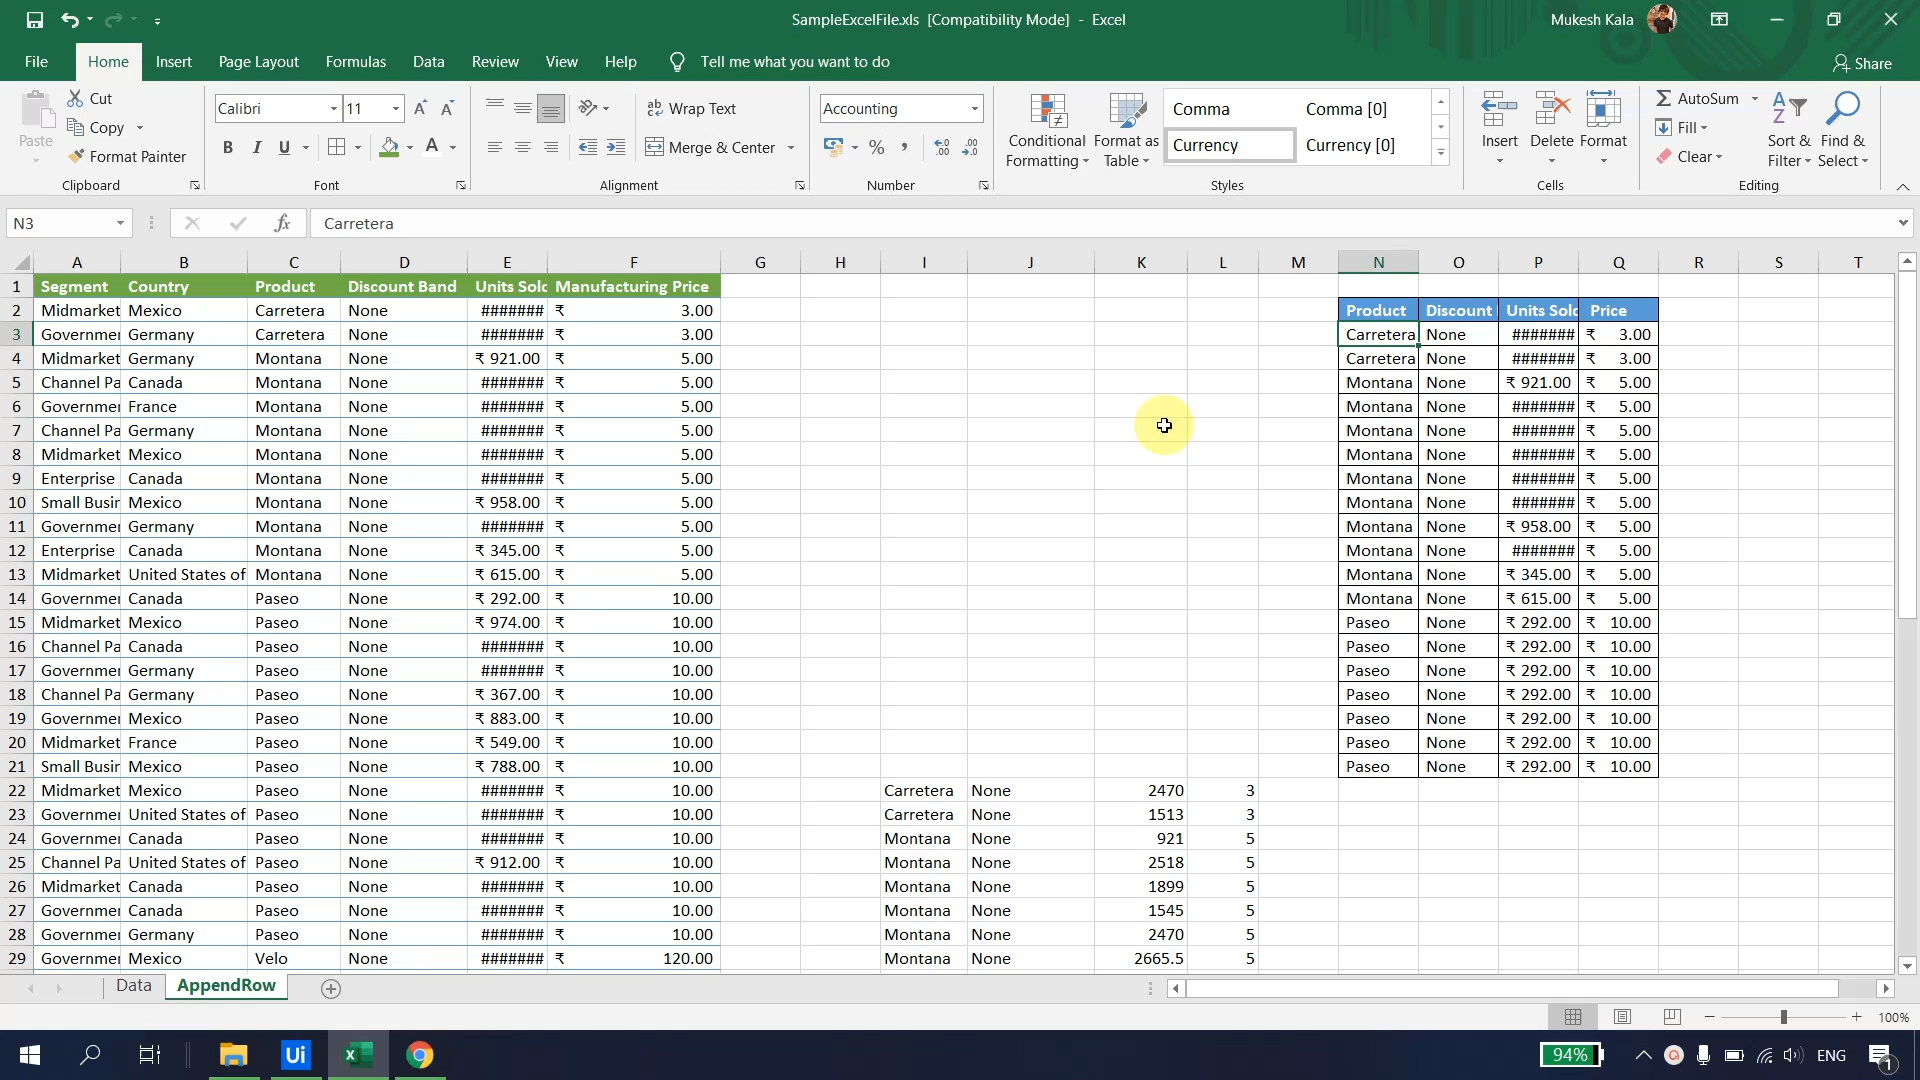 SampleExcelFile.xls [Compatibility Mode] - Excel
Mukesh Kala
File Home Insert Page Layout Formulas Data Review View Help Tell me what you want to do Share
Paste Cut Copy Format Painter
Calibri 11 B I U A
Wrap Text Merge & Center
Accounting % ,
Conditional Formatting Format as Table
Comma Comma [0]
Currency Currency [0]
Insert Delete Format
AutoSum Fill Clear Sort & Filter Find & Select
Clipboard Font Alignment Number Styles Cells Editing
N3 fx Carretera
A B C D E F G H I J K L M N O P Q R S T
1 Segment Country Product Discount Band Units Sold Manufacturing Price
2 Midmarket Mexico Carretera None ####### ₹ 3.00 Product Discount Units Sold Price
3 Governmen Germany Carretera None ####### ₹ 3.00 Carretera None ####### ₹ 3.00
4 Midmarket Germany Montana None ₹ 921.00 ₹ 5.00 Carretera None ####### ₹ 3.00
5 Channel Pa Canada Montana None ####### ₹ 5.00 Montana None ₹ 921.00 ₹ 5.00
6 Governmen France Montana None ####### ₹ 5.00 Montana None ####### ₹ 5.00
7 Channel Pa Germany Montana None ####### ₹ 5.00 Montana None ####### ₹ 5.00
8 Midmarket Mexico Montana None ####### ₹ 5.00 Montana None ####### ₹ 5.00
9 Enterprise Canada Montana None ####### ₹ 5.00 Montana None ####### ₹ 5.00
10 Small Busin Mexico Montana None ₹ 958.00 ₹ 5.00 Montana None ####### ₹ 5.00
11 Governmen Germany Montana None ####### ₹ 5.00 Montana None ₹ 958.00 ₹ 5.00
12 Enterprise Canada Montana None ₹ 345.00 ₹ 5.00 Montana None ####### ₹ 5.00
13 Midmarket United States of Montana None ₹ 615.00 ₹ 5.00 Montana None ₹ 345.00 ₹ 5.00
14 Governmen Canada Paseo None ₹ 292.00 ₹ 10.00 Montana None ₹ 615.00 ₹ 5.00
15 Midmarket Mexico Paseo None ₹ 974.00 ₹ 10.00 Paseo None ₹ 292.00 ₹ 10.00
16 Channel Pa Canada Paseo None ####### ₹ 10.00 Paseo None ₹ 292.00 ₹ 10.00
17 Governmen Germany Paseo None ####### ₹ 10.00 Paseo None ₹ 292.00 ₹ 10.00
18 Channel Pa Germany Paseo None ₹ 367.00 ₹ 10.00 Paseo None ₹ 292.00 ₹ 10.00
19 Governmen Mexico Paseo None ₹ 883.00 ₹ 10.00 Paseo None ₹ 292.00 ₹ 10.00
20 Midmarket France Paseo None ₹ 549.00 ₹ 10.00 Paseo None ₹ 292.00 ₹ 10.00
21 Small Busin Mexico Paseo None ₹ 788.00 ₹ 10.00 Paseo None ₹ 292.00 ₹ 10.00
22 Midmarket Mexico Paseo None ####### ₹ 10.00 Carretera None 2470 3
23 Governmen United States of Paseo None ####### ₹ 10.00 Carretera None 1513 3
24 Governmen Canada Paseo None ####### ₹ 10.00 Montana None 921 5
25 Channel Pa United States of Paseo None ₹ 912.00 ₹ 10.00 Montana None 2518 5
26 Midmarket Canada Paseo None ####### ₹ 10.00 Montana None 1899 5
27 Governmen Canada Paseo None ####### ₹ 10.00 Montana None 1545 5
28 Governmen Germany Paseo None ####### ₹ 10.00 Montana None 2470 5
29 Governmen Mexico Velo None ####### ₹ 120.00 Montana None 2665.5 5
Data AppendRow
100%
Ui 94% ENG 1